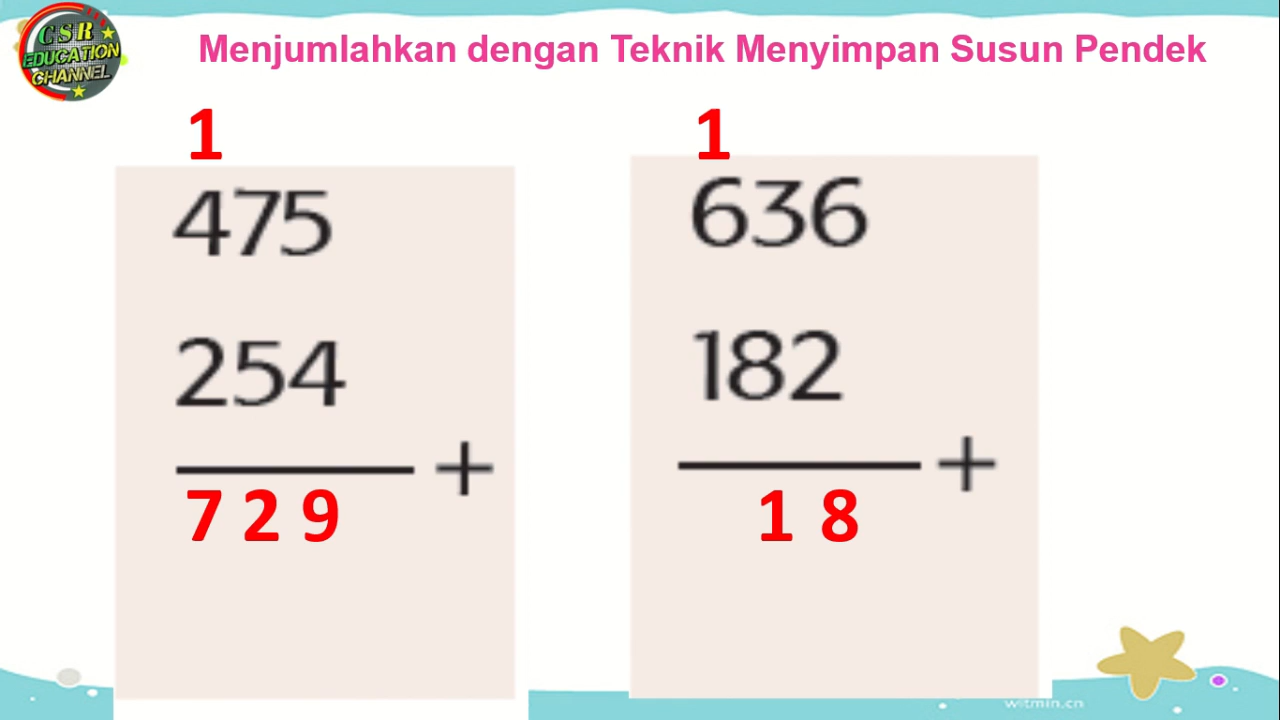 CSR
EDUCATION
CHANNEL
Menjumlahkan dengan Teknik Menyimpan Susun Pendek
1
475
254
+
7 2 9
1
636
182
+
1 8
witmin.cn